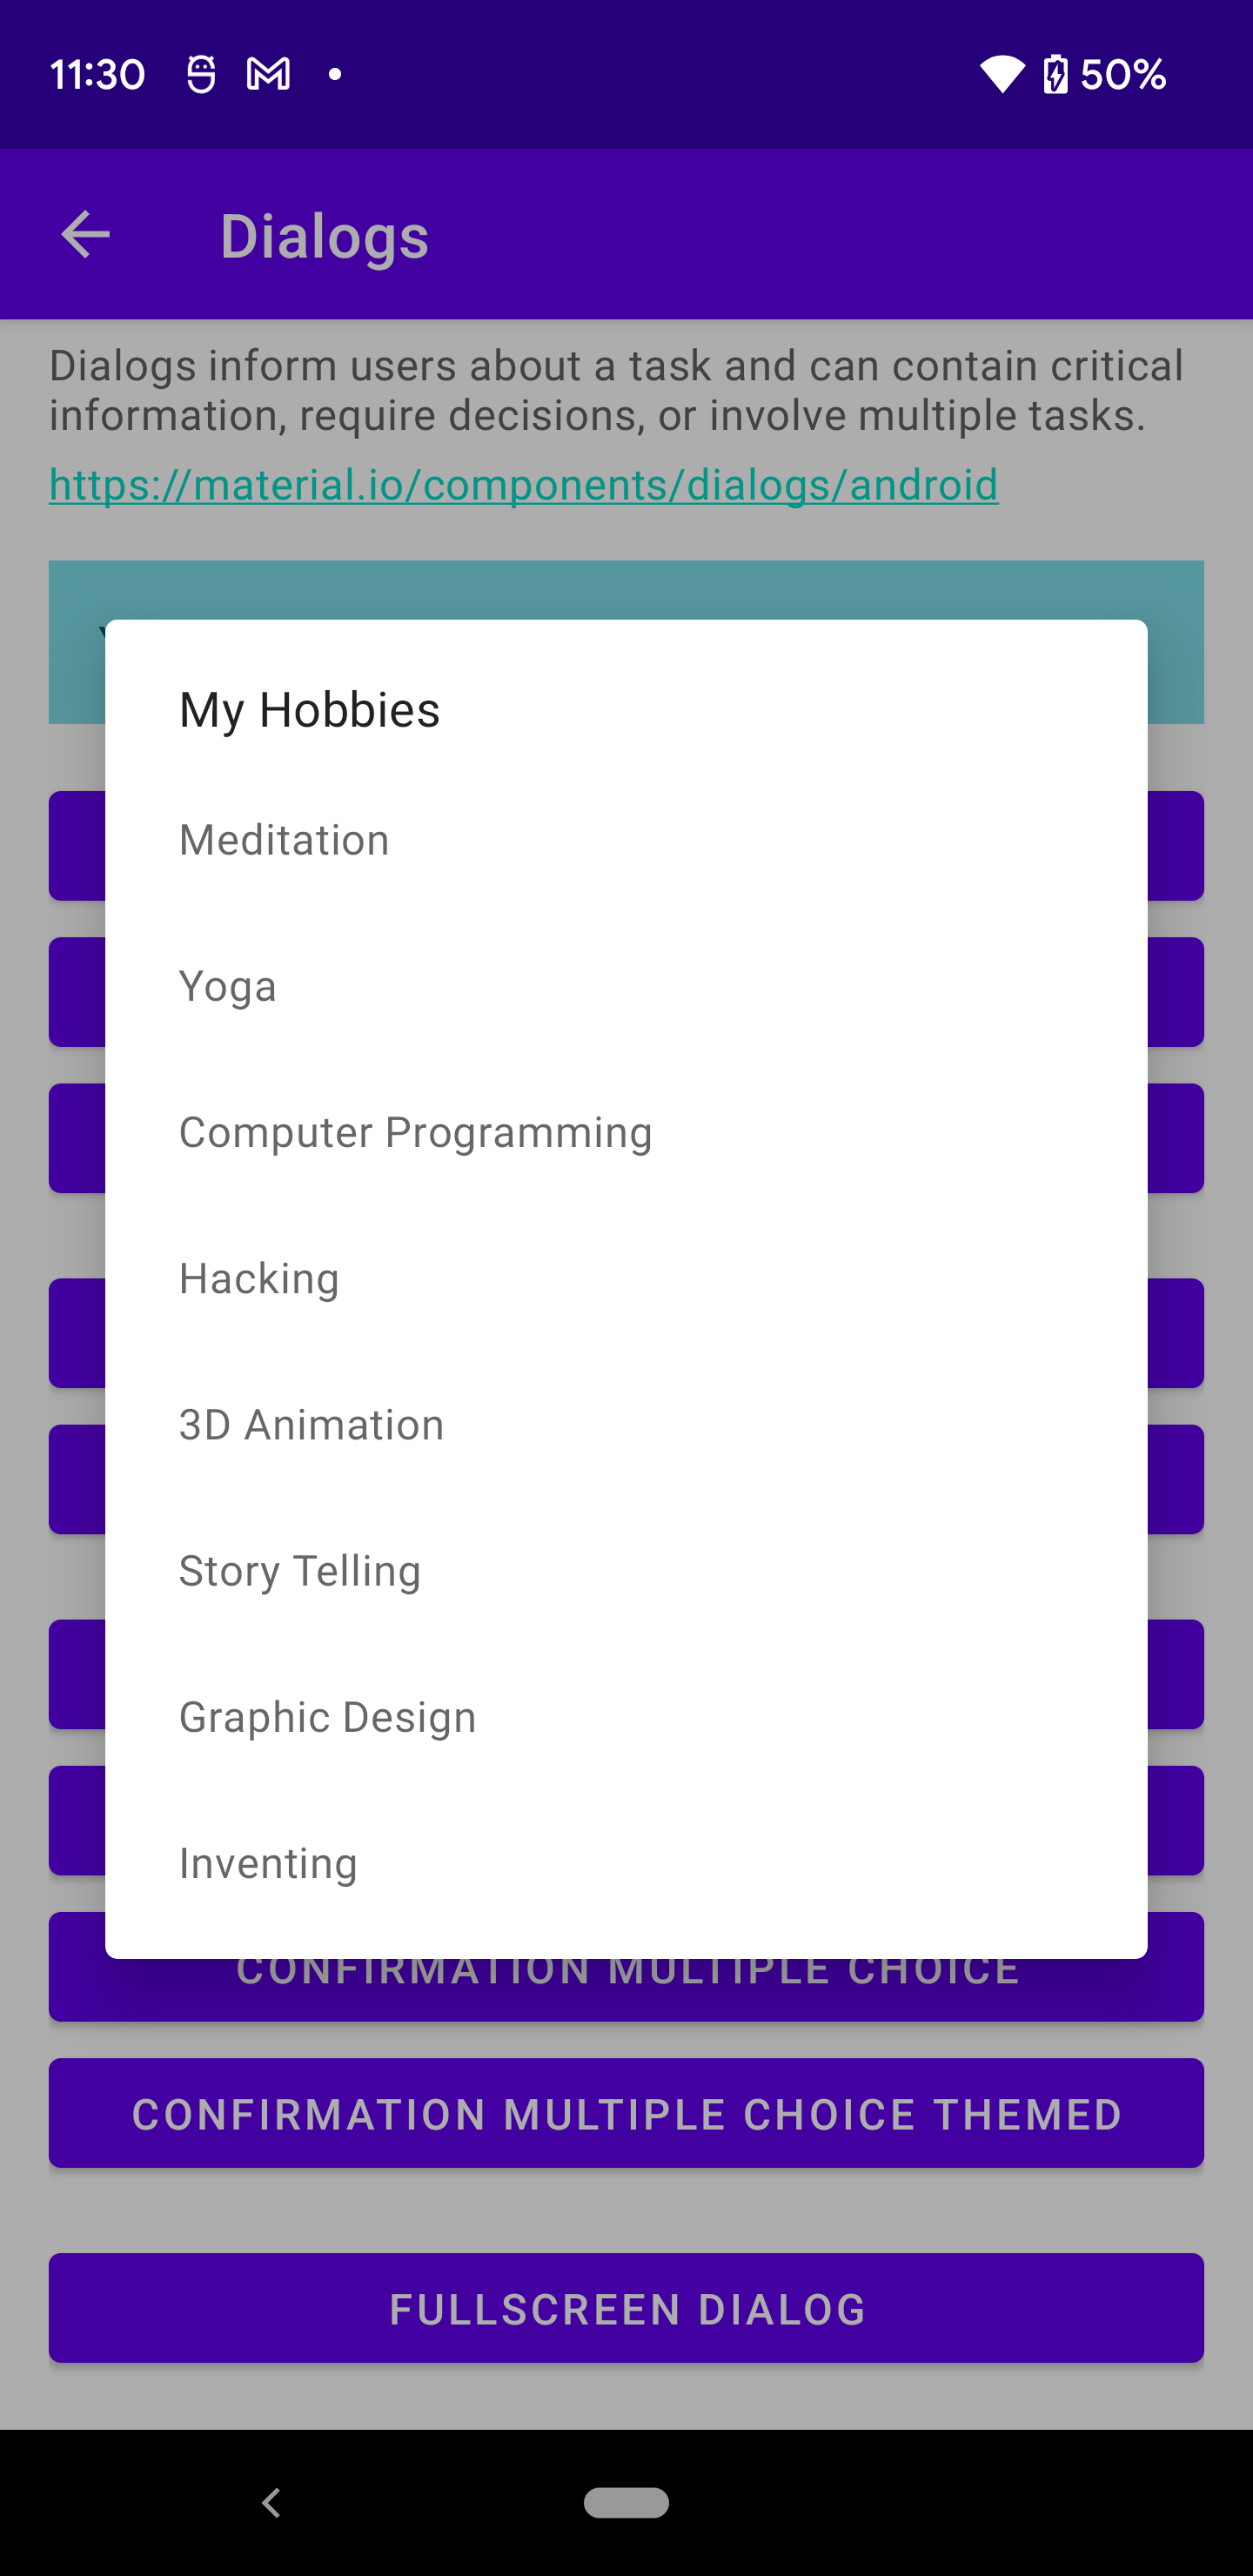 11:30 50%
Dialogs
Dialogs inform users about a task and can contain critical
information, require decisions, or involve multiple tasks.
https://material.io/components/dialogs/android
My Hobbies
Meditation
Yoga
Computer Programming
Hacking
3D Animation
Story Telling
Graphic Design
Inventing
CONFIRMATION MULTIPLE CHOICE
CONFIRMATION MULTIPLE CHOICE THEMED
FULLSCREEN DIALOG